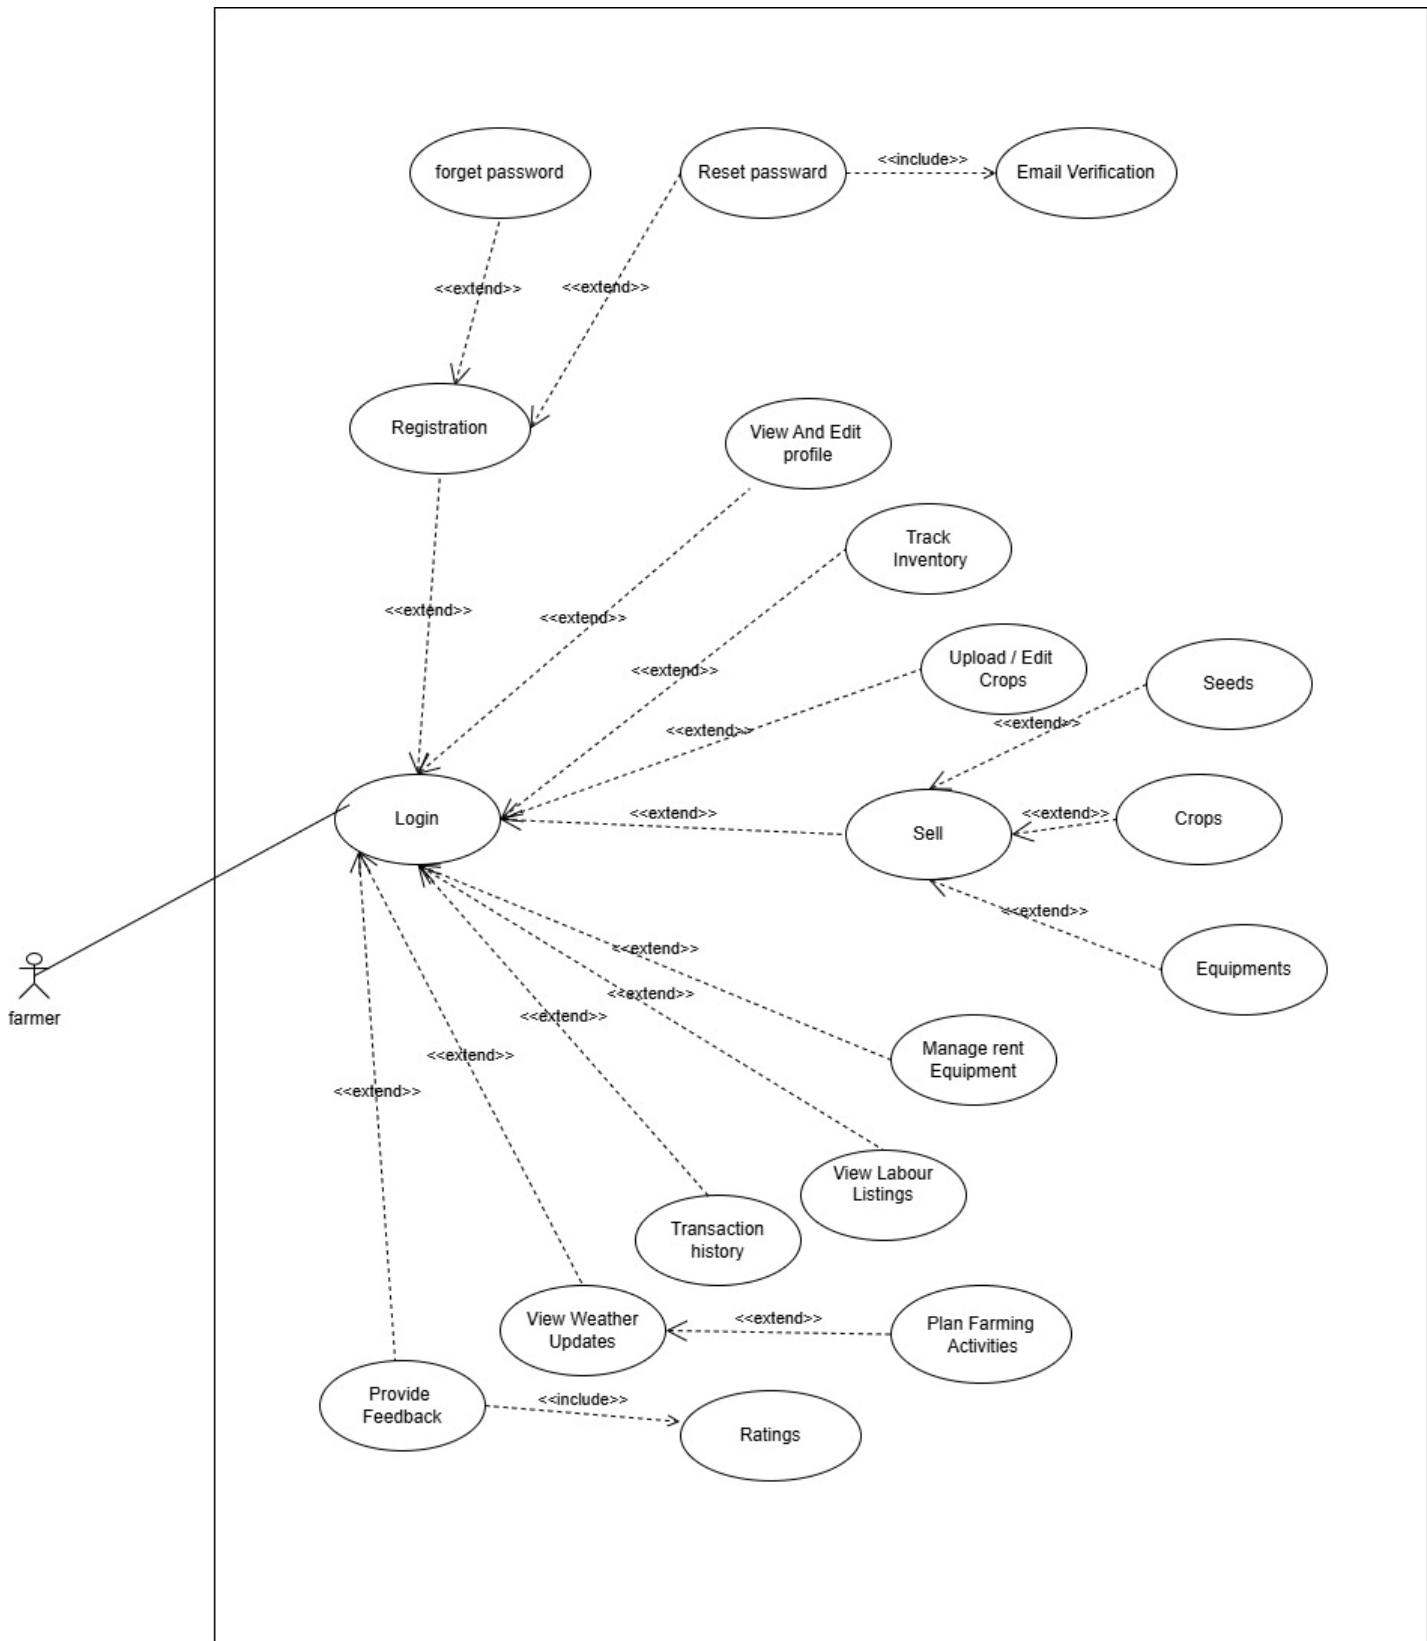 forget password
Reset passward
<<include>>
Email Verification
<<extend>>
<<extend>>
Registration
View And Edit
profile
Track
Inventory
<<extend>>
<<extend>>
Upload / Edit
Crops
<<extend>>
Seeds
<<extend>>
<<extend>>
Login
<<extend>>
Sell
<<extend>>
Crops
<<extend>>
Equipments
<<extend>>
<<extend>>
<<extend>>
farmer
Manage rent
Equipment
<<extend>>
<<extend>>
View Labour
Listings
Transaction
history
View Weather
Updates
<<extend>>
Plan Farming
Activities
Provide
Feedback
<<include>>
Ratings